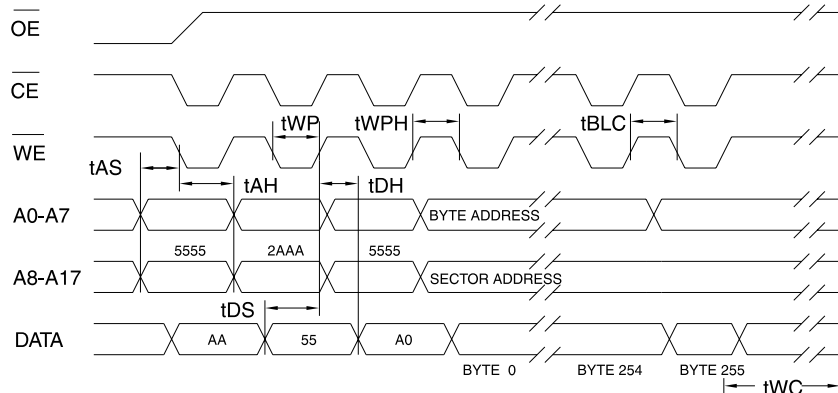 OE
CE
tWP tWPH tBLC
WE
tAS
tAH tDH
A0-A7 BYTE ADDRESS
5555 2AAA 5555
A8-A17 SECTOR ADDRESS
tDS
DATA AA 55 A0
BYTE 0 BYTE 254 BYTE 255
tWC